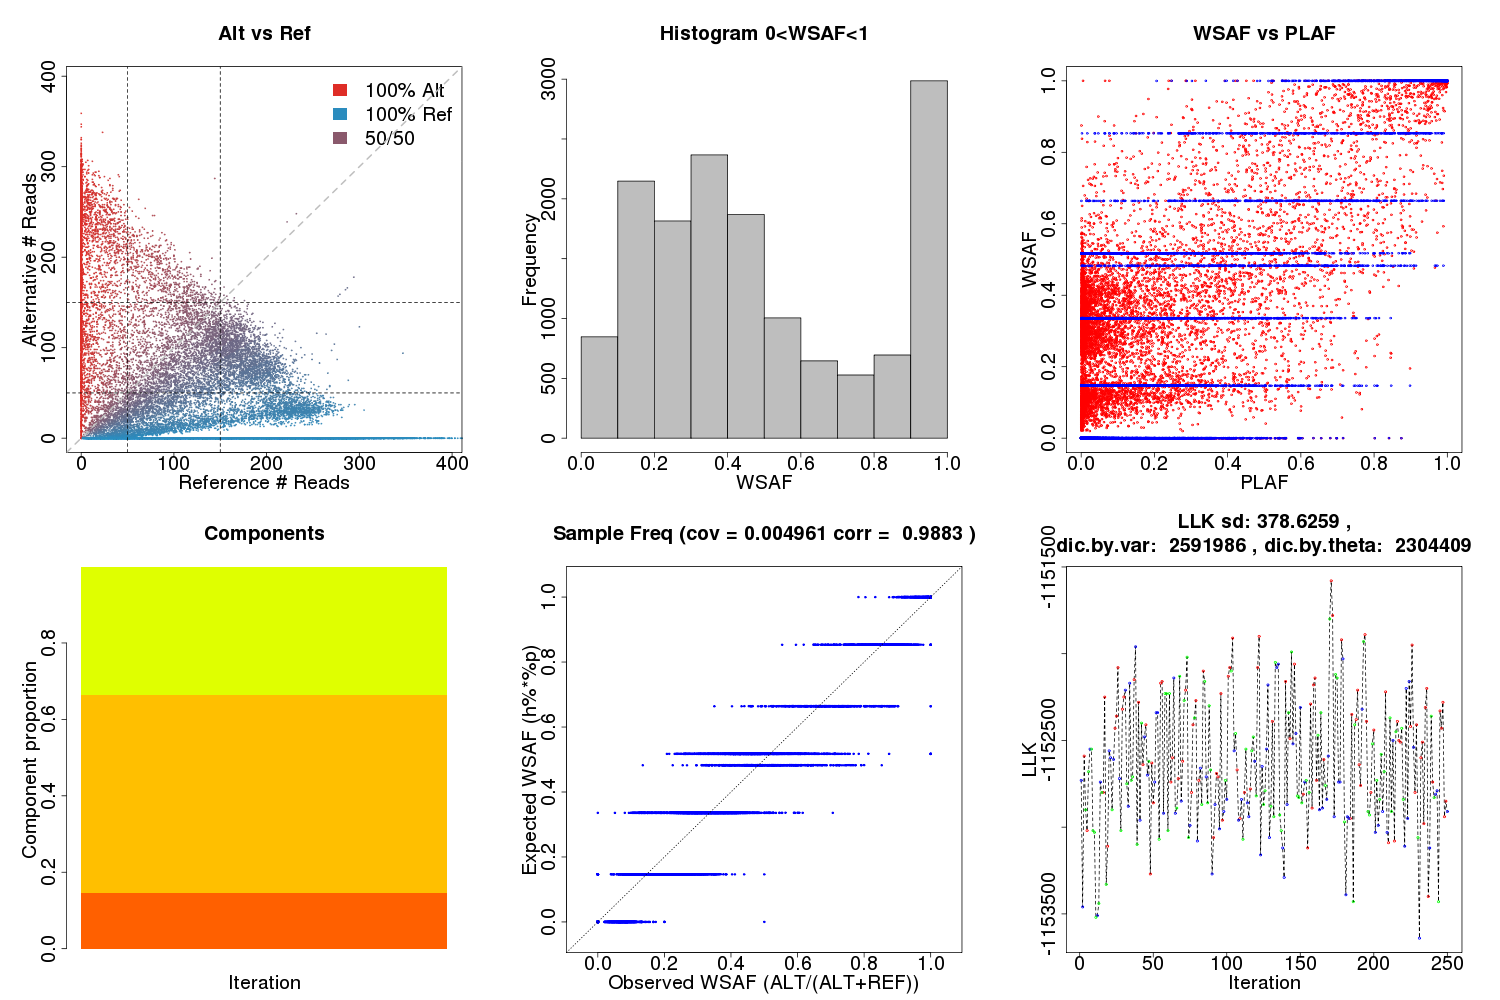 Alt vs Ref
400
300
200
100
0
Alternative # Reads
100% Alt
100% Ref
50/50
0 100 200 300 400
Reference # Reads
Histogram 0<WSAF<1
3000
2000
1000
500
0
Frequency
0.0 0.2 0.4 0.6 0.8 1.0
WSAF
WSAF vs PLAF
1.0
0.8
0.6
0.4
0.2
0.0
WSAF
0.0 0.2 0.4 0.6 0.8 1.0
PLAF
Components
0.8
0.6
0.4
0.2
0.0
Component proportion
Iteration
Sample Freq (cov = 0.004961 corr = 0.9883 )
1.0
0.8
0.6
0.4
0.2
0.0
Expected WSAF (h%*%p)
0.0 0.2 0.4 0.6 0.8 1.0
Observed WSAF (ALT/(ALT+REF))
LLK sd: 378.6259 ,
dic.by.var: 2591986 , dic.by.theta: 2304409
-1151500
-1152500
-1153500
LLK
0 50 100 150 200 250
Iteration